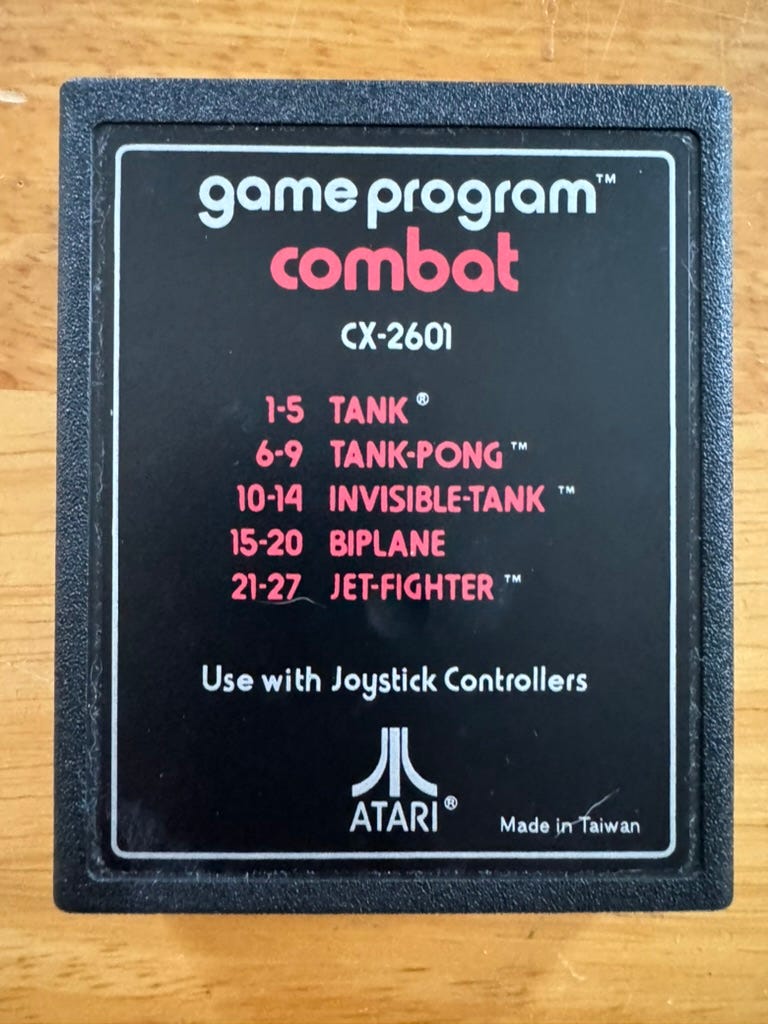 game program™
combat
CX-2601
1-5 TANK®
6-9 TANK-PONG™
10-14 INVISIBLE-TANK™
15-20 BIPLANE
21-27 JET-FIGHTER™
Use with Joystick Controllers
ATARI®
Made in Taiwan